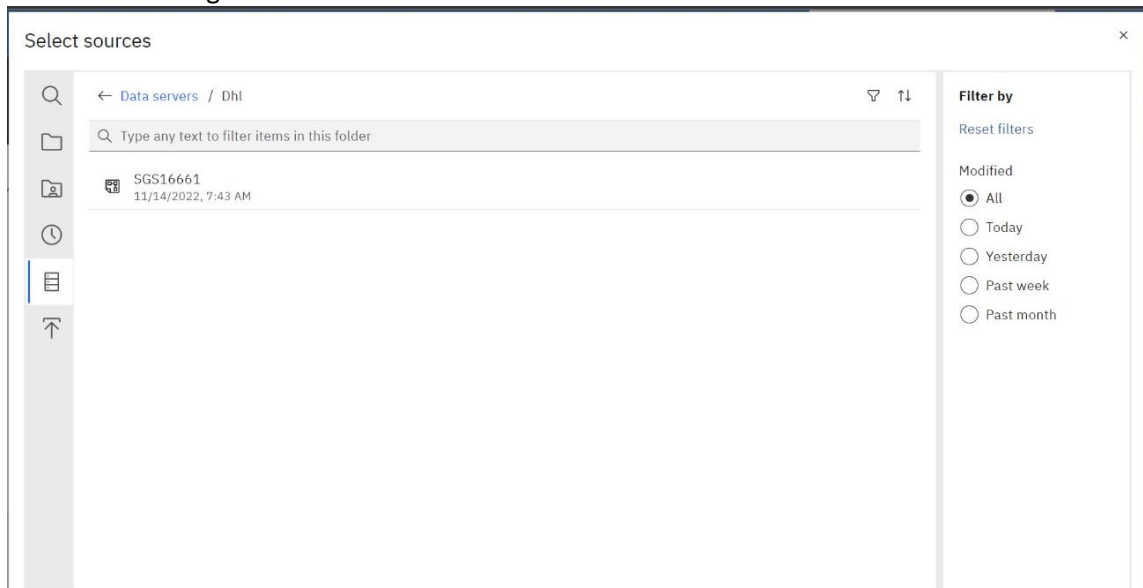 Select sources
×
← Data servers / Dhl
Type any text to filter items in this folder
SGS16661
11/14/2022, 7:43 AM
Filter by
Reset filters
Modified
All
Today
Yesterday
Past week
Past month